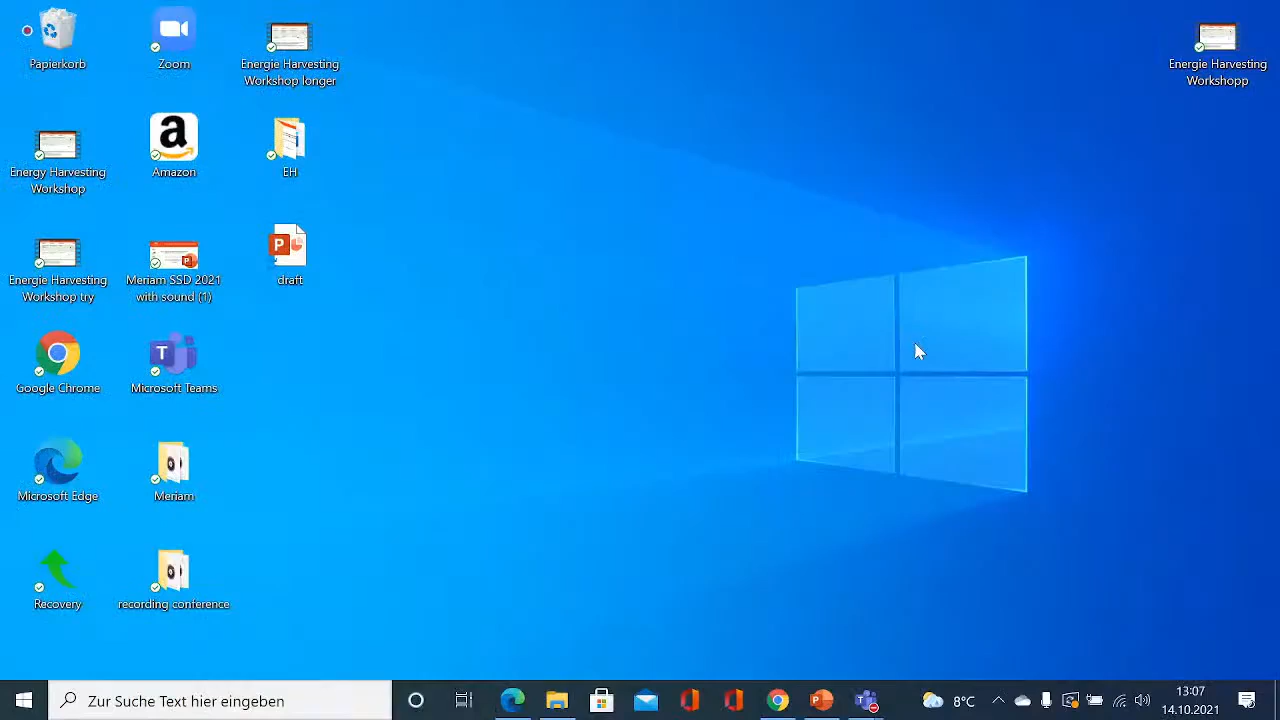 Papierkorb
Zoom
Energie Harvesting
Workshop longer
Energie Harvesting
Workshopp
Energy Harvesting
Workshop
a
Amazon
EH
Energie Harvesting
Workshop try
Meriam SSD 2021
with sound (1)
P
draft
Google Chrome
T
Microsoft Teams
Microsoft Edge
Meriam
Recovery
recording conference
Zur Suche Text hier eingeben
8°C
13:07
14.10.2021